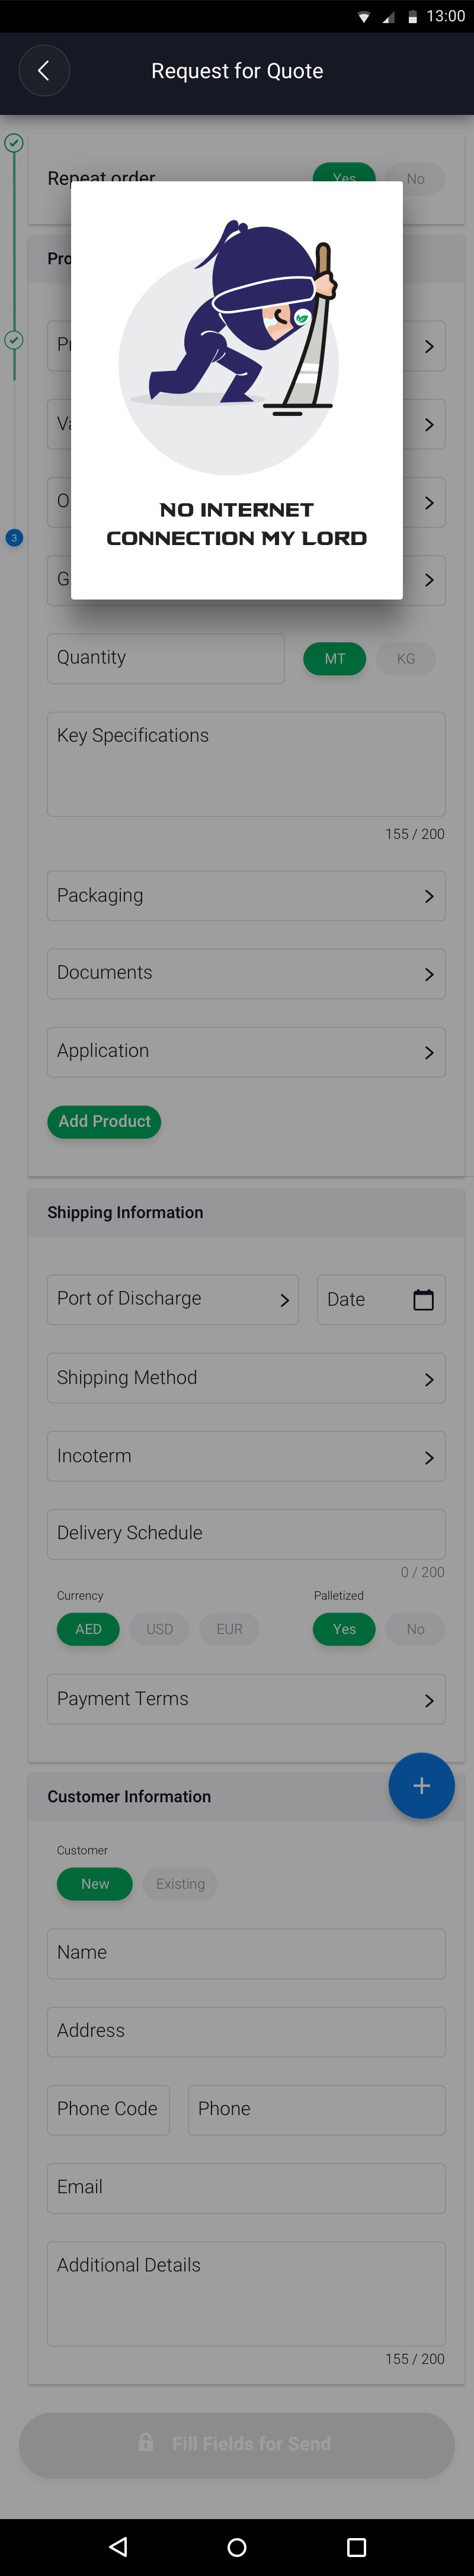 13:00
Request for Quote
Repeat order
Yes
No
Pro
Pr
Va
O
G
NO INTERNET
CONNECTION MY LORD
Quantity
MT
KG
Key Specifications
155 / 200
Packaging
Documents
Application
Add Product
Shipping Information
Port of Discharge
Date
Shipping Method
Incoterm
Delivery Schedule
0 / 200
Currency
Palletized
AED
USD
EUR
Yes
No
Payment Terms
Customer Information
Customer
New
Existing
Name
Address
Phone Code
Phone
Email
Additional Details
155 / 200
Fill Fields for Send
3